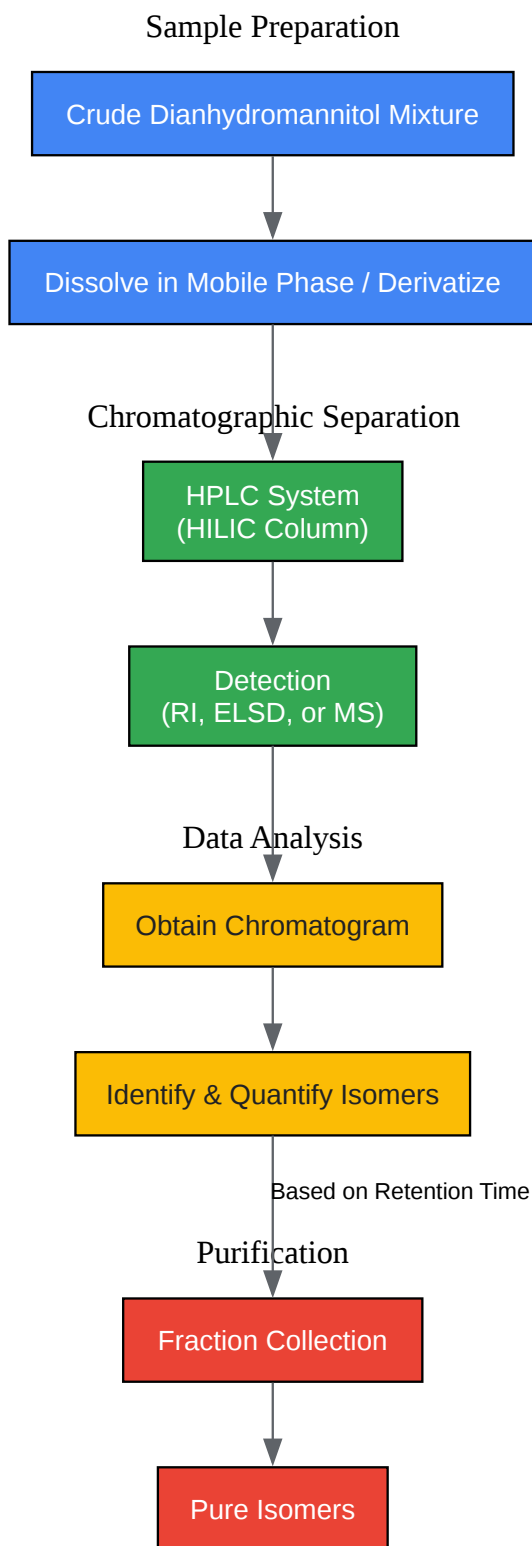 Sample Preparation
Crude Dianhydromannitol Mixture
Dissolve in Mobile Phase / Derivatize
Chromatographic Separation
HPLC System
(HILIC Column)
Detection
(RI, ELSD, or MS)
Data Analysis
Obtain Chromatogram
Identify & Quantify Isomers
Based on Retention Time
Purification
Fraction Collection
Pure Isomers